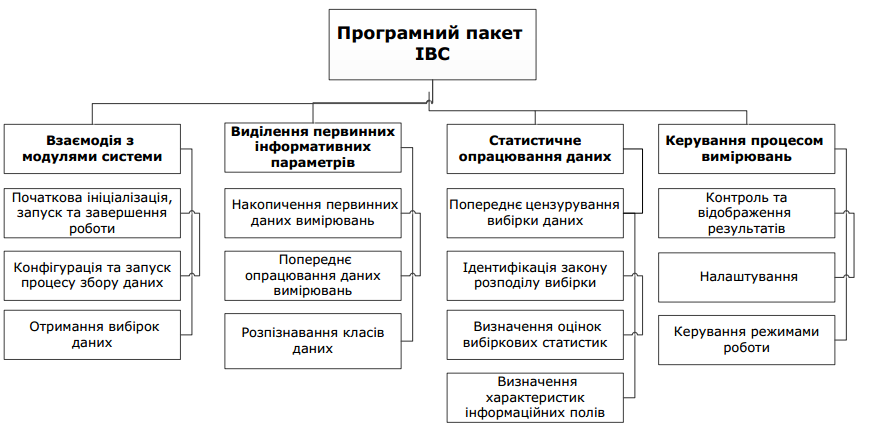 Програмний пакет
ІВС
Взаємодія з
модулями системи
Початкова ініціалізація,
запуск та завершення
роботи
Конфігурація та запуск
процесу збору даних
Отримання вибірок
даних
Виділення первинних
інформативних
параметрів
Накопичення первинних
даних вимірювань
Попереднє
опрацювання даних
вимірювань
Розпізнавання класів
даних
Статистичне
опрацювання даних
Попереднє цензурування
вибірки даних
Ідентифікація закону
розподілу вибірки
Визначення оцінок
вибіркових статистик
Визначення
характеристик
інформаційних полів
Керування процесом
вимірювань
Контроль та
відображення
результатів
Налаштування
Керування режимами
роботи